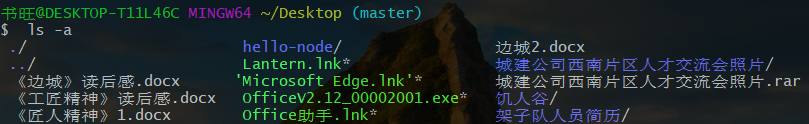 书旺@DESKTOP-T11L46C MINGW64 ~/Desktop (master)
$ ls -a
./ hello-node/ 边城2.docx
../ Lantern.lnk* 城建公司西南片区人才交流会照片/
《边城》读后感.docx 'Microsoft Edge.lnk'* 城建公司西南片区人才交流会照片.rar
《工匠精神》读后感.docx OfficeV2.12_00002001.exe* 饥人谷/
《匠人精神》1.docx Office助手.lnk* 架子队人员简历/